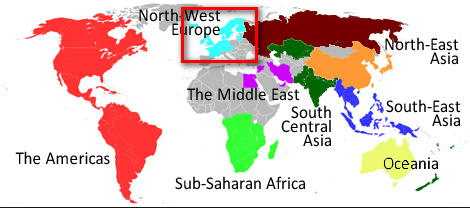 North-West
Europe
North-East
Asia
The Middle East
South
Central
Asia
South-East
Asia
The Americas
Sub-Saharan Africa
Oceania